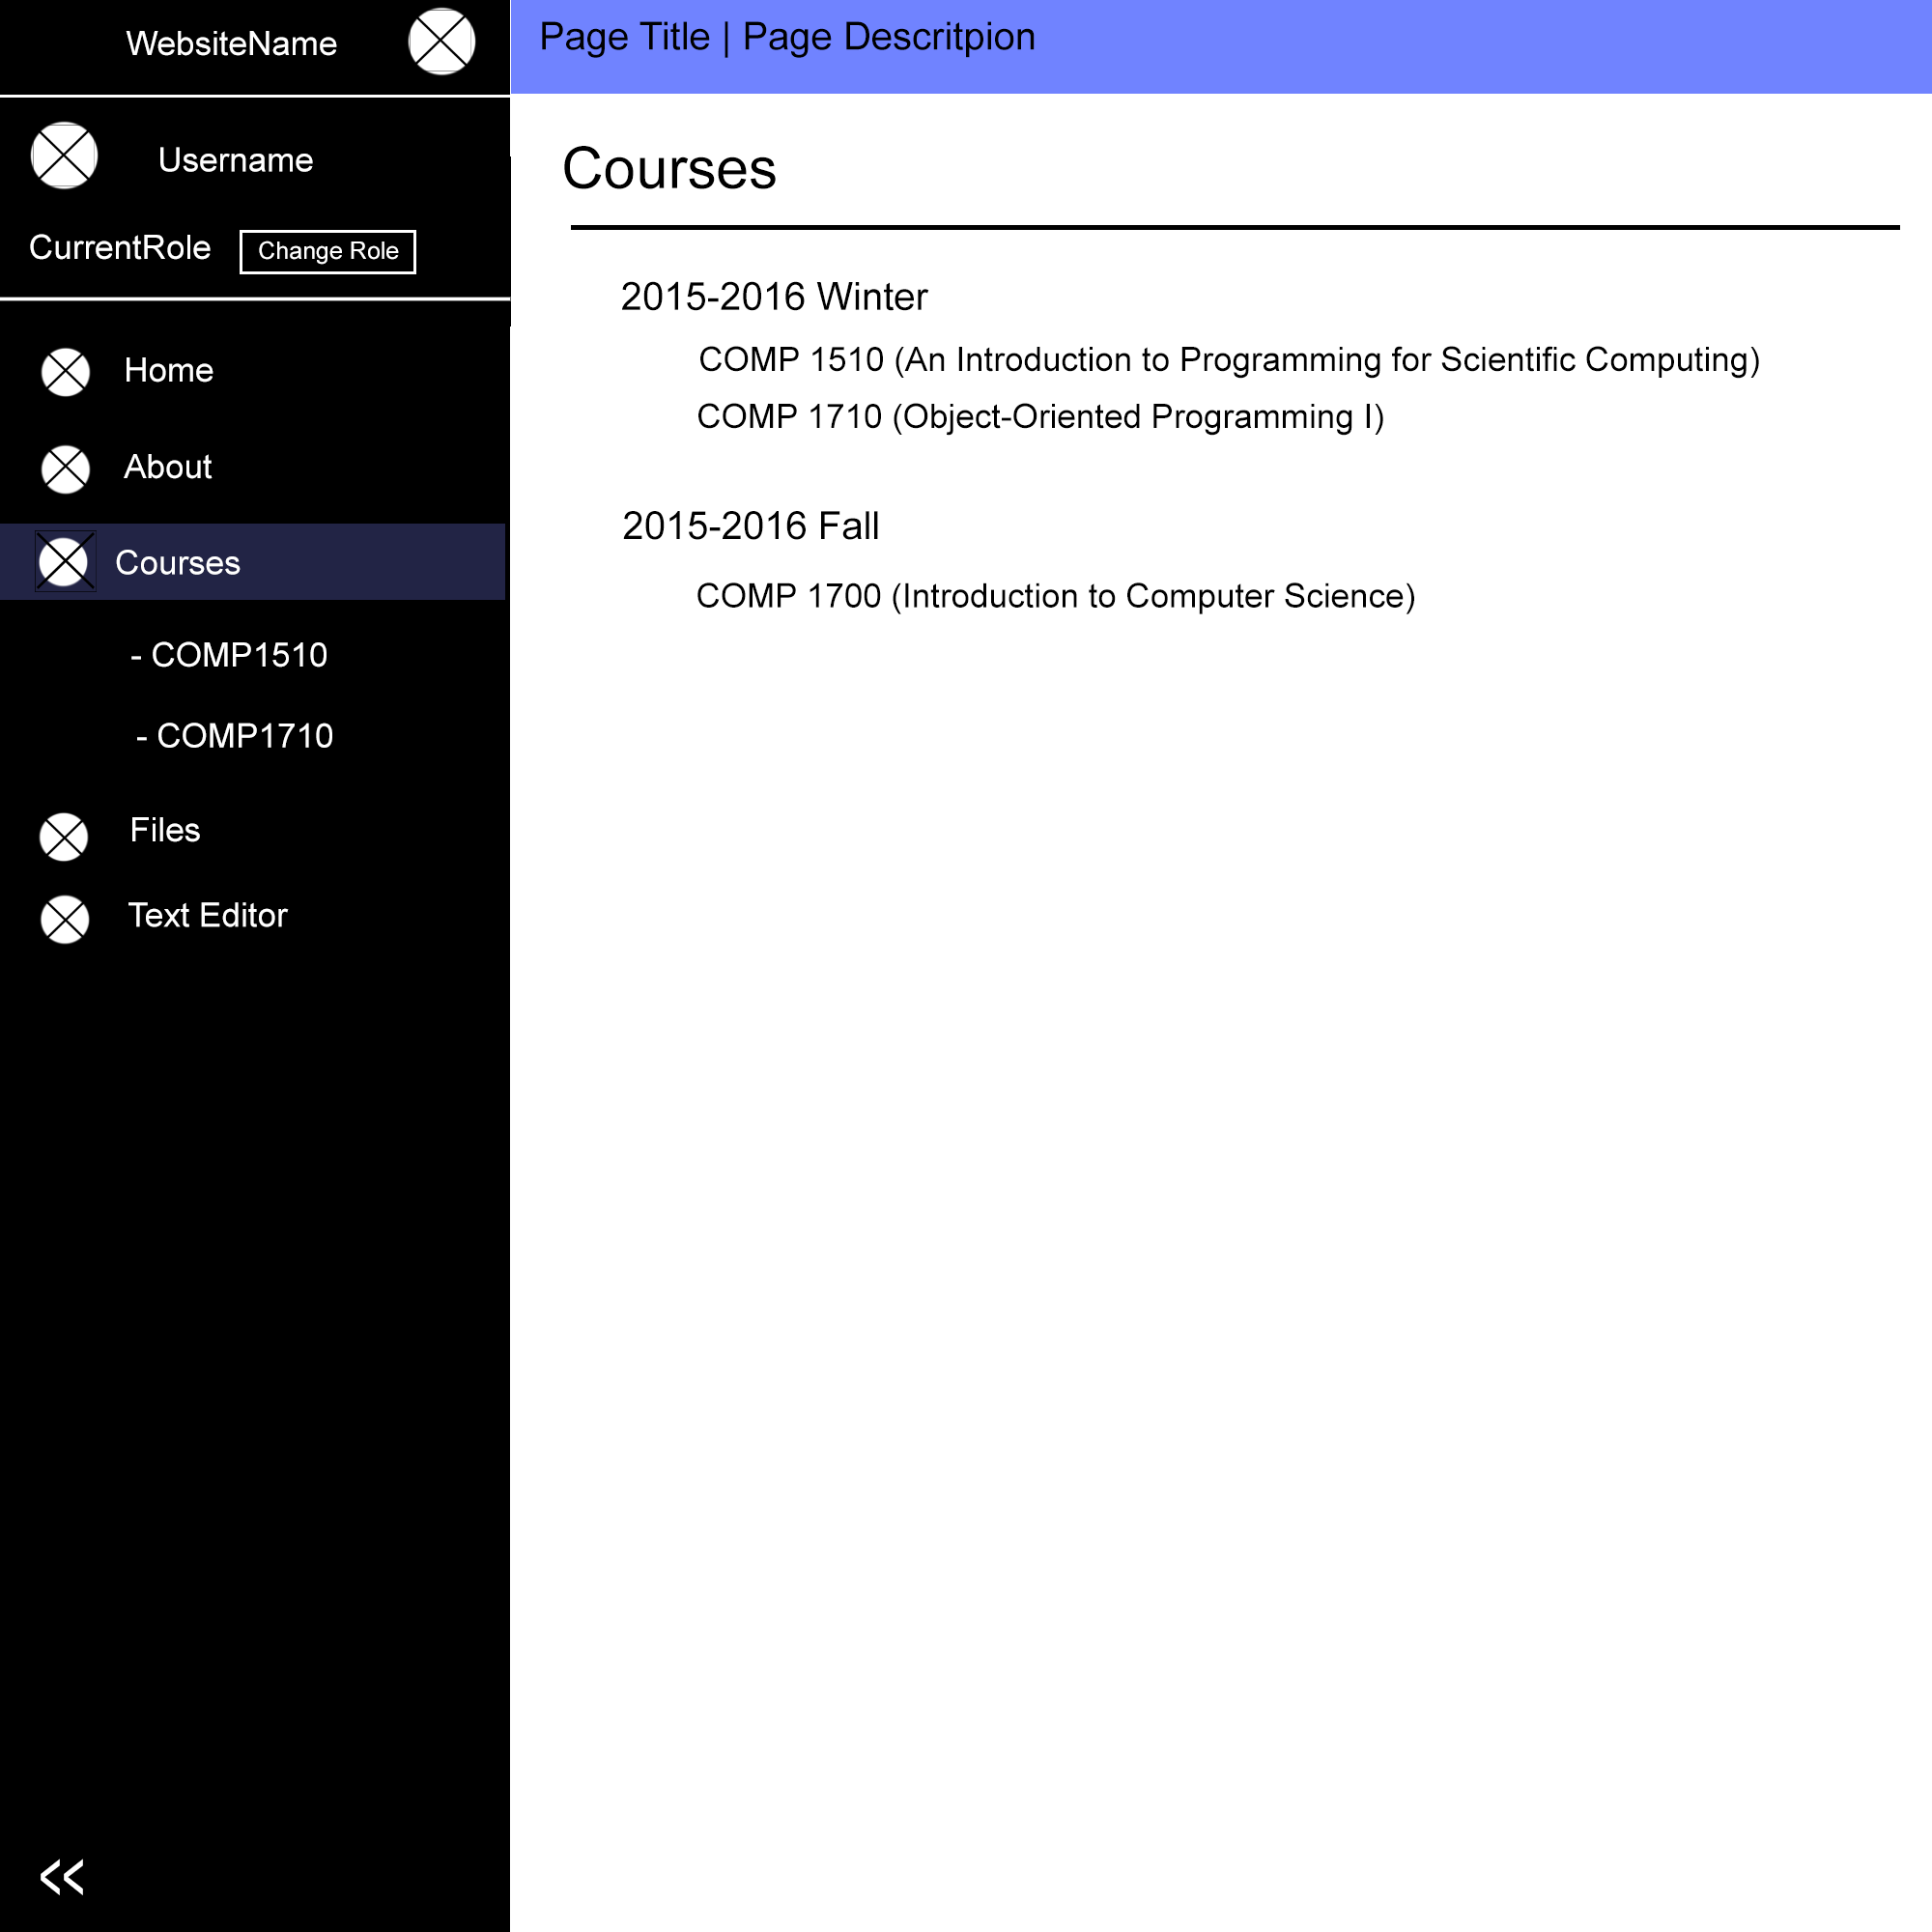 WebsiteName
Username
CurrentRole
Change Role
Home
About
Courses
- COMP1510
- COMP1710
Files
Text Editor
«
Page Title | Page Descritpion
Courses
2015-2016 Winter
COMP 1510 (An Introduction to Programming for Scientific Computing)
COMP 1710 (Object-Oriented Programming I)
2015-2016 Fall
COMP 1700 (Introduction to Computer Science)